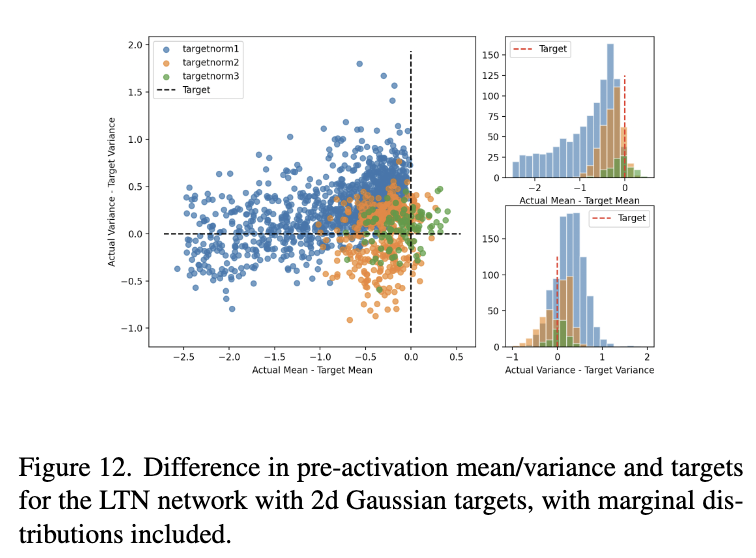 targetnorm1
targetnorm2
targetnorm3
Target
2.0
1.5
1.0
0.5
0.0
−0.5
−1.0
Actual Variance - Target Variance
−2.5 −2.0 −1.5 −1.0 −0.5 0.0 0.5
Actual Mean - Target Mean
Target
150
125
100
75
50
25
0
−2 −1 0
Actual Mean - Target Mean
Target
150
100
50
0
−1 0 1 2
Actual Variance - Target Variance
Figure 12. Difference in pre-activation mean/variance and targets
for the LTN network with 2d Gaussian targets, with marginal dis-
tributions included.